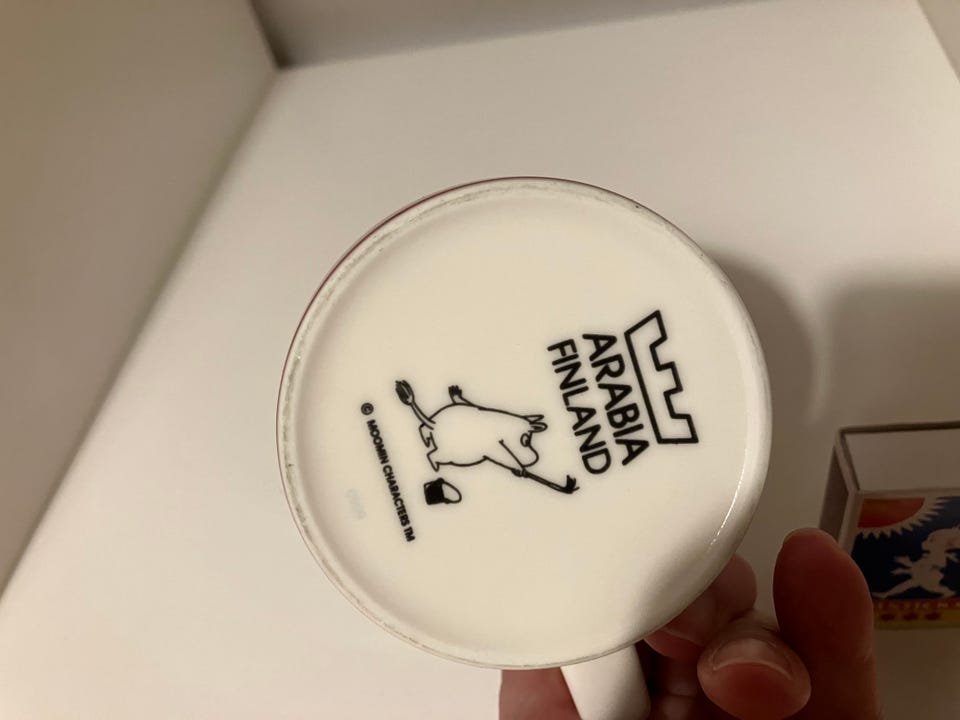 ARABIA
FINLAND
© MOOMIN CHARACTERS TM